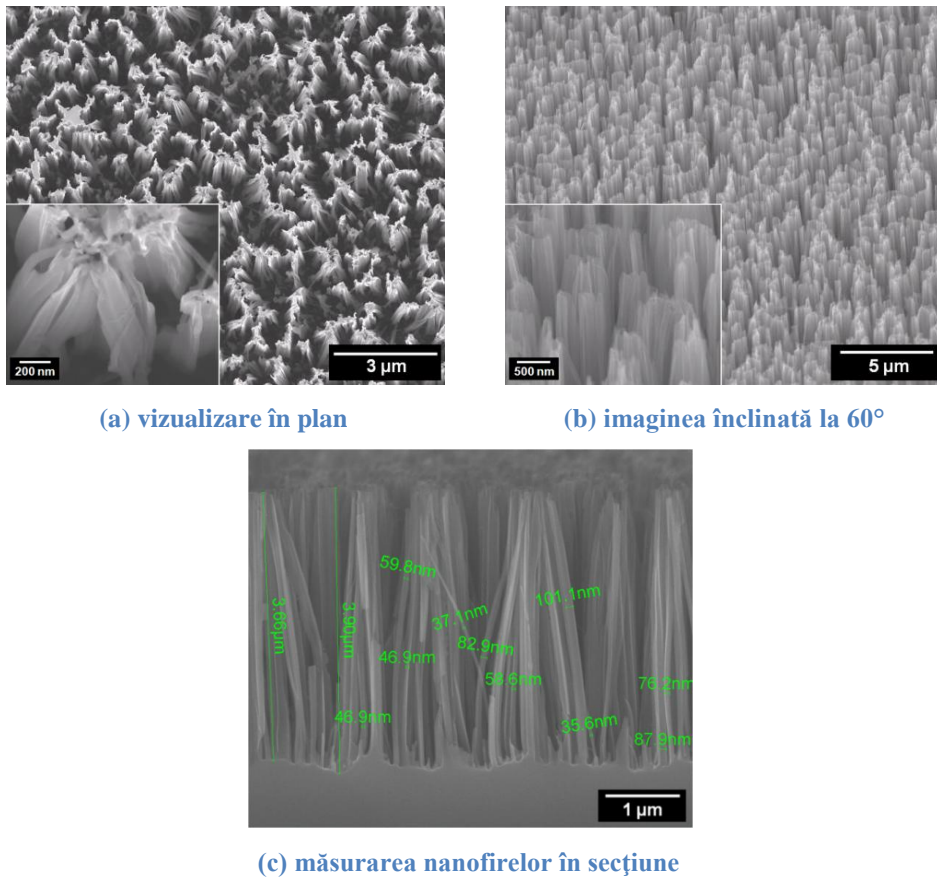 200 nm
3 µm
500 nm
5 µm
(a) vizualizare în plan
(b) imaginea înclinată la 60°
59.8nm
101.1nm
3.66µm
3.90µm
37.1nm
82.9nm
46.9nm
58.6nm
76.2nm
46.9nm
35.6nm
87.9nm
1 µm
(c) măsurarea nanofirelor în secţiune